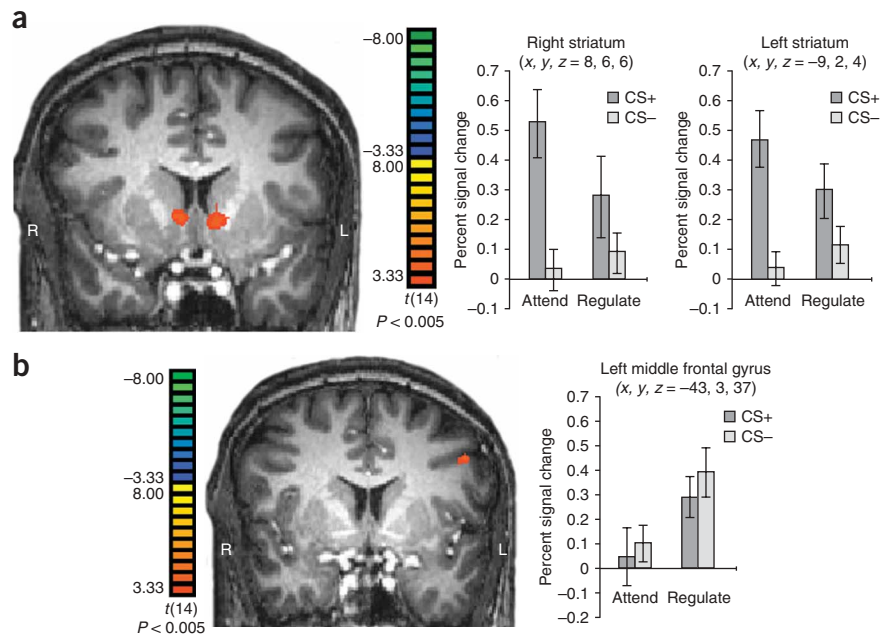 a
−8.00
−3.33
8.00
3.33
t(14)
P < 0.005
R
L
Right striatum
(x, y, z = 8, 6, 6)
CS+
CS−
Percent signal change
0.7
0.6
0.5
0.4
0.3
0.2
0.1
0
−0.1
Attend Regulate
Left striatum
(x, y, z = −9, 2, 4)
CS+
CS−
Percent signal change
0.7
0.6
0.5
0.4
0.3
0.2
0.1
0
−0.1
Attend Regulate
b
−8.00
−3.33
8.00
3.33
t(14)
P < 0.005
R
L
Left middle frontal gyrus
(x, y, z = −43, 3, 37)
CS+
CS−
Percent signal change
0.7
0.6
0.5
0.4
0.3
0.2
0.1
0
−0.1
−0.2
Attend Regulate